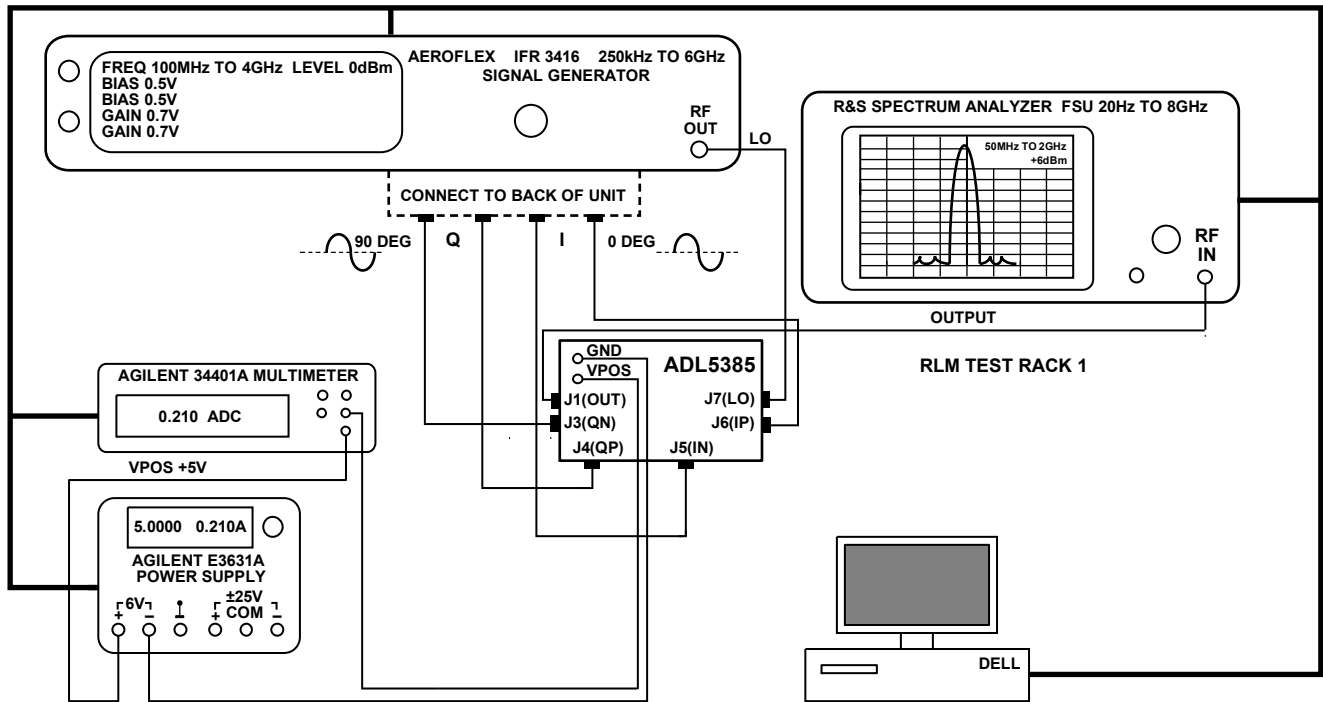 AEROFLEX IFR 3416 250kHz TO 6GHz
SIGNAL GENERATOR
FREQ 100MHz TO 4GHz LEVEL 0dBm
BIAS 0.5V
BIAS 0.5V
GAIN 0.7V
GAIN 0.7V
RF
OUT
LO
CONNECT TO BACK OF UNIT
90 DEG
Q
I
0 DEG
R&S SPECTRUM ANALYZER FSU 20Hz TO 8GHz
50MHz TO 2GHz
+6dBm
RF
IN
OUTPUT
RLM TEST RACK 1
GND
VPOS
ADL5385
J1(OUT)
J7(LO)
J3(QN)
J6(IP)
J4(QP)
J5(IN)
AGILENT 34401A MULTIMETER
0.210 ADC
VPOS +5V
5.0000 0.210A
AGILENT E3631A
POWER SUPPLY
6V
±25V
+
–
+
COM
–
DELL